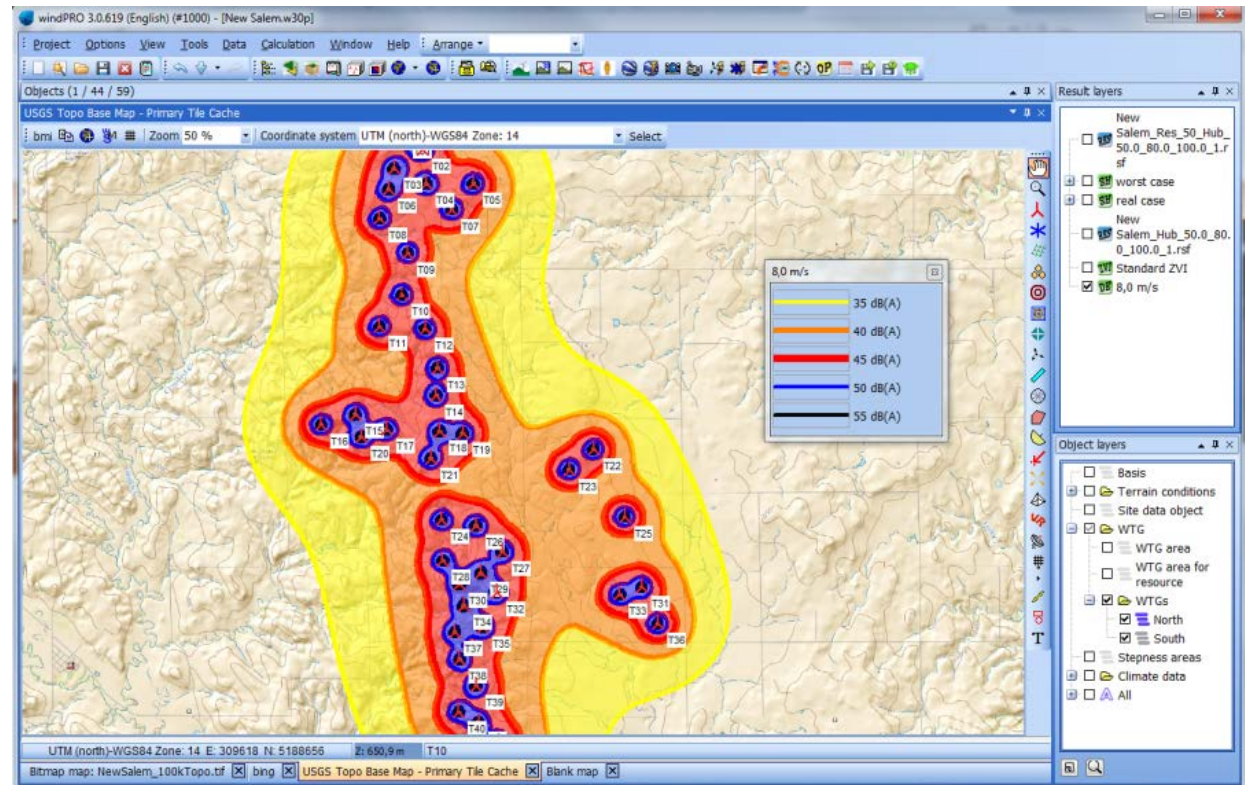 windPRO 3.0.619 (English) (#1000) - [New Salem.w30p]
Project Options View Tools Data Calculation Window Help Arrange
Objects (1 / 44 / 59)
USGS Topo Base Map - Primary Tile Cache
bmi Zoom 50 % Coordinate system UTM (north)-WGS84 Zone: 14 Select
T02
T03
T04
T05
T06
T07
T08
T09
T10
T11
T12
T13
T14
T15
T16
T17
T18
T19
T20
T21
T22
T23
T24
T25
T26
T27
T28
T29
T30
T31
T32
T33
T34
T35
T36
T37
T38
T39
T40
8,0 m/s
35 dB(A)
40 dB(A)
45 dB(A)
50 dB(A)
55 dB(A)
UTM (north)-WGS84 Zone: 14 E: 309618 N: 5188656 Z: 650,9 m T10
Bitmap map: NewSalem_100kTopo.tif bing USGS Topo Base Map - Primary Tile Cache Blank map
Result layers
New
Salem_Res_50_Hub_
50.0_80.0_100.0_1.r
sf
worst case
real case
New
Salem_Hub_50.0_80.
0_100.0_1.rsf
Standard ZVI
8,0 m/s
Object layers
Basis
Terrain conditions
Site data object
WTG
WTG area
WTG area for
resource
WTGs
North
South
Stepness areas
Climate data
All